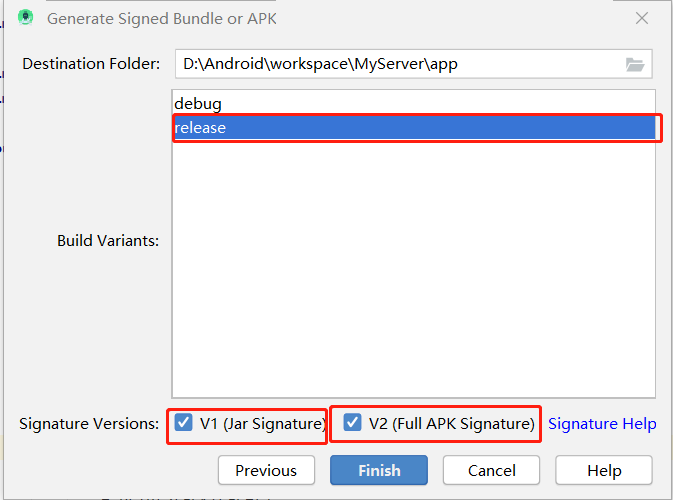 Generate Signed Bundle or APK
Destination Folder: D:\Android\workspace\MyServer\app
debug
release
Build Variants:
Signature Versions: V1 (Jar Signature) V2 (Full APK Signature) Signature Help
Previous Finish Cancel Help